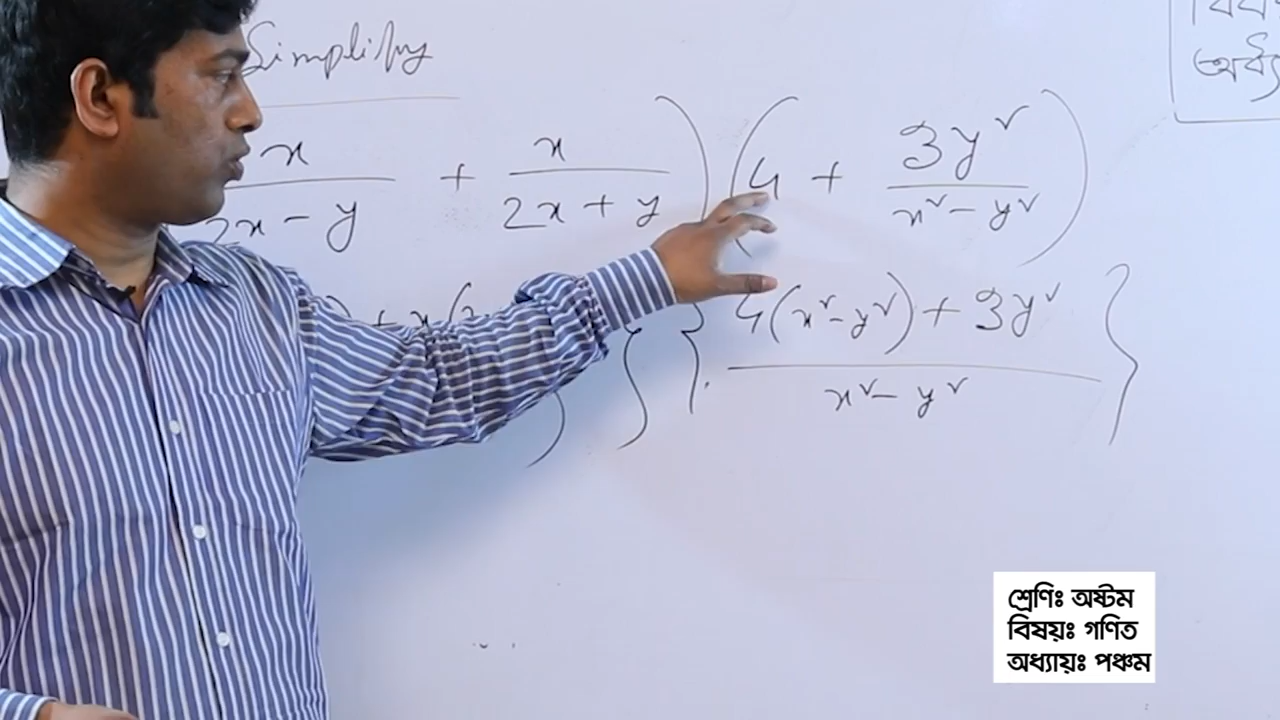 Simplify
x/(2x - y) + x/(2x + y)) (4 + 3y²/(x² - y²))
) + x( } } . {4(x² - y²) + 3y²}/(x² - y²) }
শ্রেণিঃ অষ্টম
বিষয়ঃ গণিত
অধ্যায়ঃ পঞ্চম